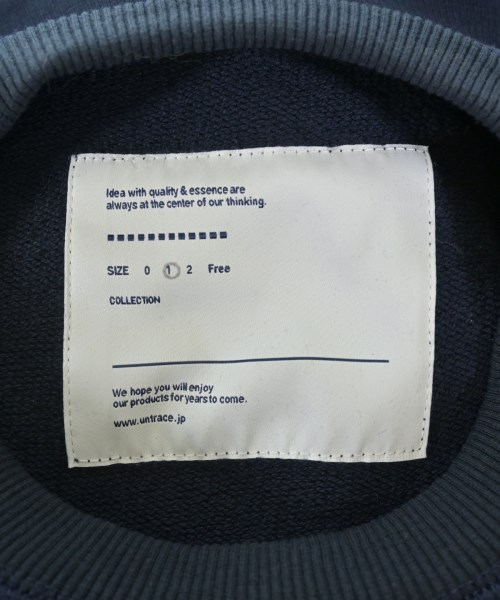 Idea with quality & essence are
always at the center of our thinking.
SIZE 0 1 2 Free
COLLECTION
We hope you will enjoy
our products for years to come.
www.untrace.jp